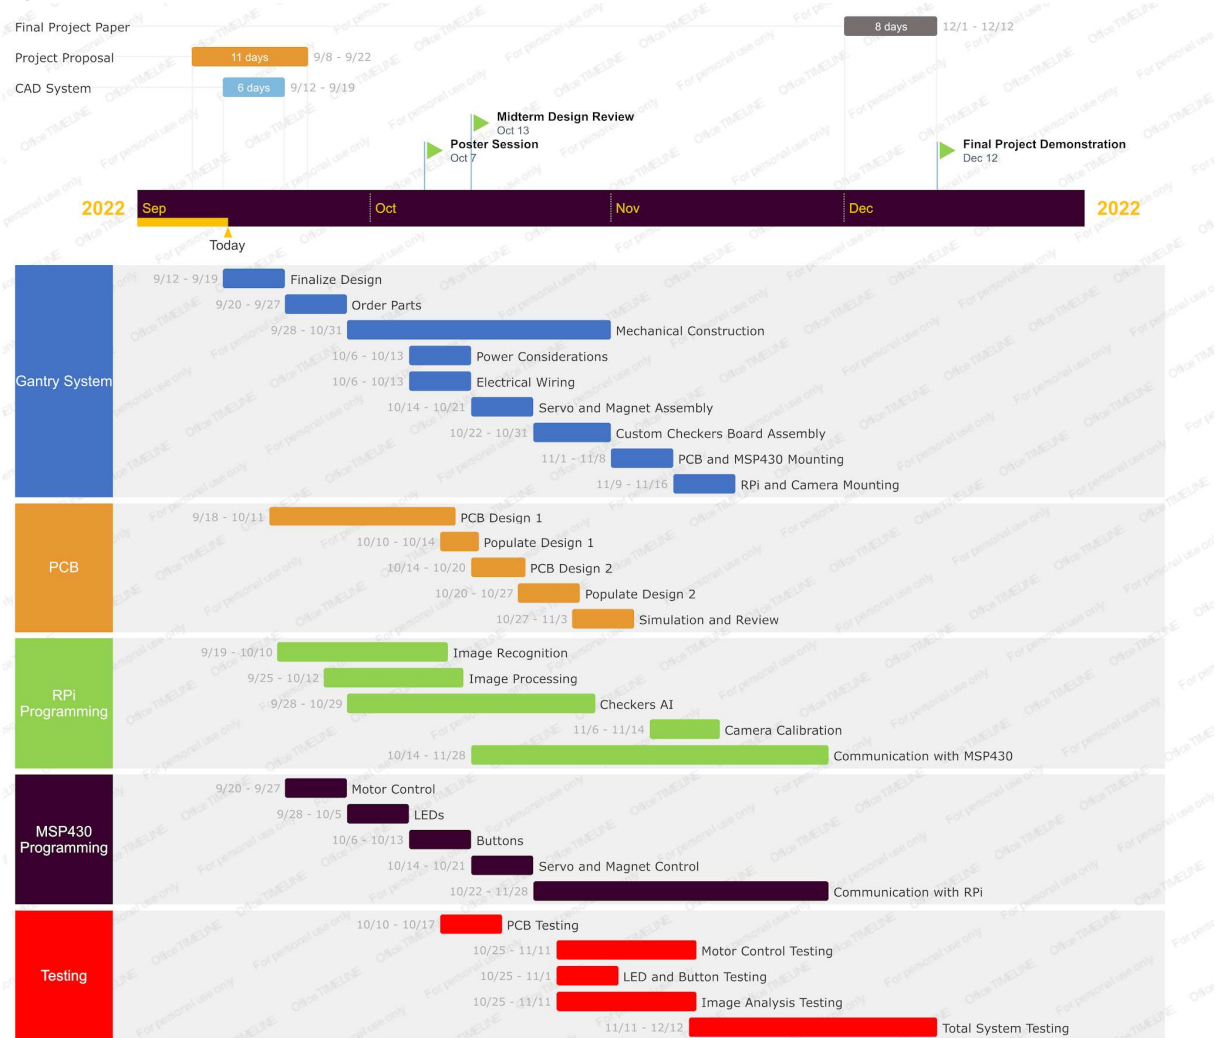 Final Project Paper 8 days 12/1 - 12/12
Project Proposal 11 days 9/8 - 9/22
CAD System 6 days 9/12 - 9/19
Midterm Design Review
Oct 13
Poster Session
Oct 7
Final Project Demonstration
Dec 12
2022 Sep Oct Nov Dec 2022
Today
Gantry System
9/12 - 9/19 Finalize Design
9/20 - 9/27 Order Parts
9/28 - 10/31 Mechanical Construction
10/6 - 10/13 Power Considerations
10/6 - 10/13 Electrical Wiring
10/14 - 10/21 Servo and Magnet Assembly
10/22 - 10/31 Custom Checkers Board Assembly
11/1 - 11/8 PCB and MSP430 Mounting
11/9 - 11/16 RPi and Camera Mounting
PCB
9/18 - 10/11 PCB Design 1
10/10 - 10/14 Populate Design 1
10/14 - 10/20 PCB Design 2
10/20 - 10/27 Populate Design 2
10/27 - 11/3 Simulation and Review
RPi
Programming
9/19 - 10/10 Image Recognition
9/25 - 10/12 Image Processing
9/28 - 10/29 Checkers AI
11/6 - 11/14 Camera Calibration
10/14 - 11/28 Communication with MSP430
MSP430
Programming
9/20 - 9/27 Motor Control
9/28 - 10/5 LEDs
10/6 - 10/13 Buttons
10/14 - 10/21 Servo and Magnet Control
10/22 - 11/28 Communication with RPi
Testing
10/10 - 10/17 PCB Testing
10/25 - 11/11 Motor Control Testing
10/25 - 11/1 LED and Button Testing
10/25 - 11/11 Image Analysis Testing
11/11 - 12/12 Total System Testing
Office TIMELINE
For personal use only